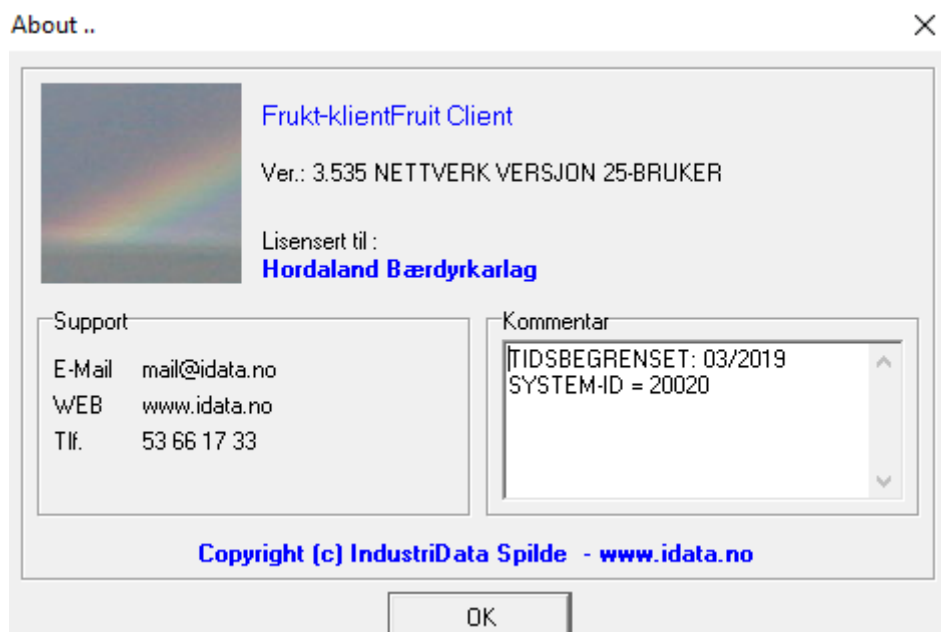 About ..
Frukt-klientFruit Client
Ver.: 3.535 NETTVERK VERSJON 25-BRUKER
Lisensert til :
Hordaland Bærdyrkarlag
Support
E-Mail mail@idata.no
WEB www.idata.no
Tlf. 53 66 17 33
Kommentar
TIDSBEGRENSET: 03/2019
SYSTEM-ID = 20020
Copyright (c) IndustriData Spilde - www.idata.no
OK